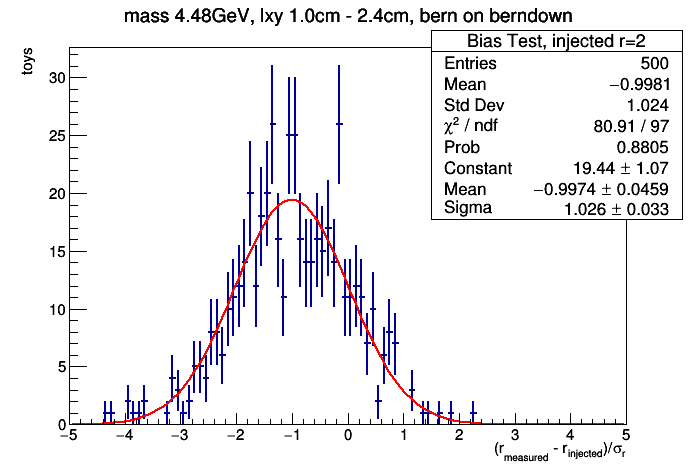 mass 4.48GeV, lxy 1.0cm - 2.4cm, bern on berndown
Bias Test, injected r=2
Entries 500
Mean −0.9981
Std Dev 1.024
χ² / ndf 80.91 / 97
Prob 0.8805
Constant 19.44 ± 1.07
Mean −0.9974 ± 0.0459
Sigma 1.026 ± 0.033
toys
30
25
20
15
10
5
0
−5 −4 −3 −2 −1 0 1 2 3 4 5
(r_measured - r_injected)/σ_r